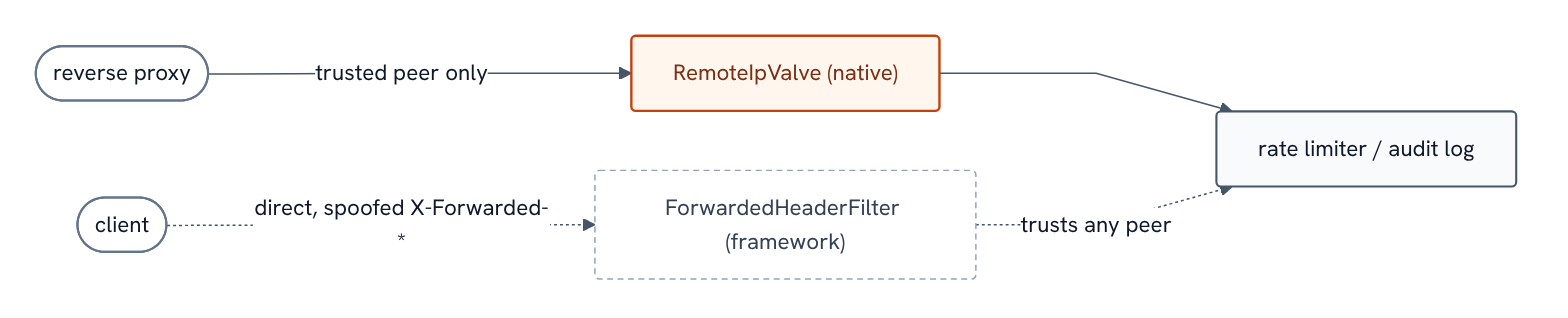 reverse proxy
trusted peer only
RemoteIpValve (native)
rate limiter / audit log
client
direct, spoofed X-Forwarded-
*
ForwardedHeaderFilter
(framework)
trusts any peer